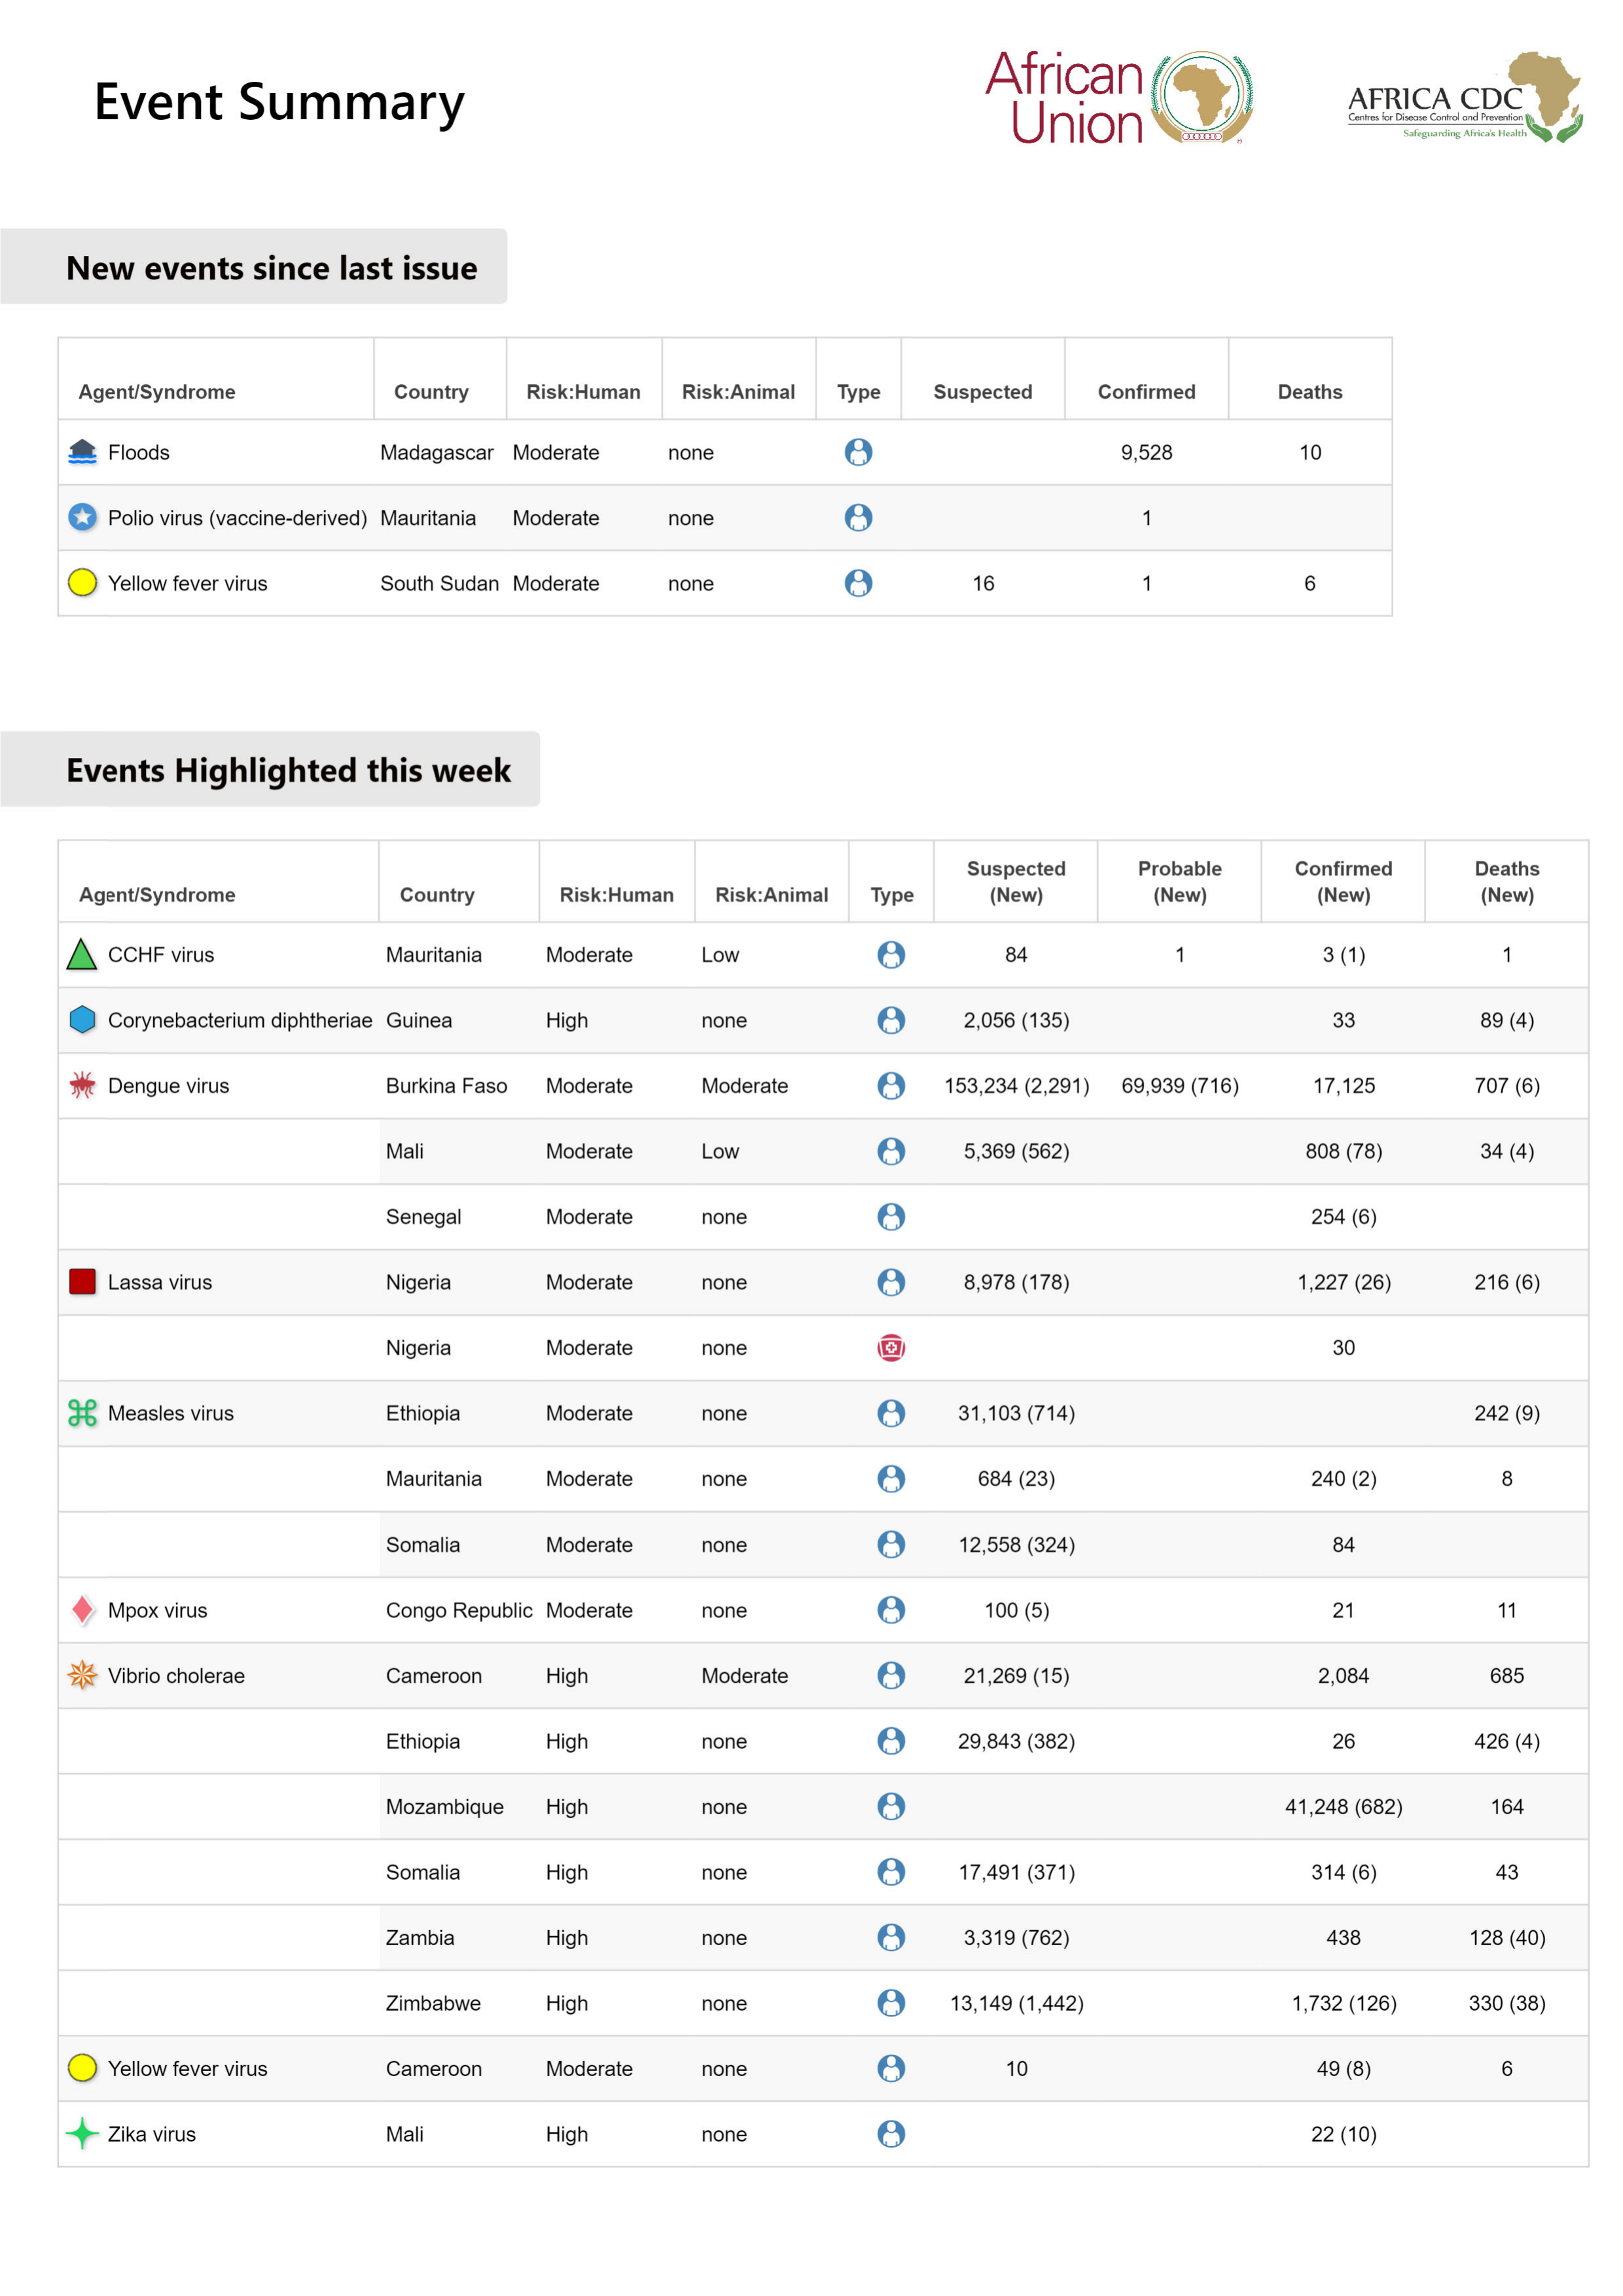 Event Summary
African
Union
AFRICA CDC
Centres for Disease Control and Prevention
Safeguarding Africa's Health
New events since last issue
Agent/Syndrome Country Risk:Human Risk:Animal Type Suspected Confirmed Deaths
Floods Madagascar Moderate none 9,528 10
Polio virus (vaccine-derived) Mauritania Moderate none 1
Yellow fever virus South Sudan Moderate none 16 1 6
Events Highlighted this week
Agent/Syndrome Country Risk:Human Risk:Animal Type Suspected (New) Probable (New) Confirmed (New) Deaths (New)
CCHF virus Mauritania Moderate Low 84 1 3 (1) 1
Corynebacterium diphtheriae Guinea High none 2,056 (135) 33 89 (4)
Dengue virus Burkina Faso Moderate Moderate 153,234 (2,291) 69,939 (716) 17,125 707 (6)
Mali Moderate Low 5,369 (562) 808 (78) 34 (4)
Senegal Moderate none 254 (6)
Lassa virus Nigeria Moderate none 8,978 (178) 1,227 (26) 216 (6)
Nigeria Moderate none 30
Measles virus Ethiopia Moderate none 31,103 (714) 242 (9)
Mauritania Moderate none 684 (23) 240 (2) 8
Somalia Moderate none 12,558 (324) 84
Mpox virus Congo Republic Moderate none 100 (5) 21 11
Vibrio cholerae Cameroon High Moderate 21,269 (15) 2,084 685
Ethiopia High none 29,843 (382) 26 426 (4)
Mozambique High none 41,248 (682) 164
Somalia High none 17,491 (371) 314 (6) 43
Zambia High none 3,319 (762) 438 128 (40)
Zimbabwe High none 13,149 (1,442) 1,732 (126) 330 (38)
Yellow fever virus Cameroon Moderate none 10 49 (8) 6
Zika virus Mali High none 22 (10)